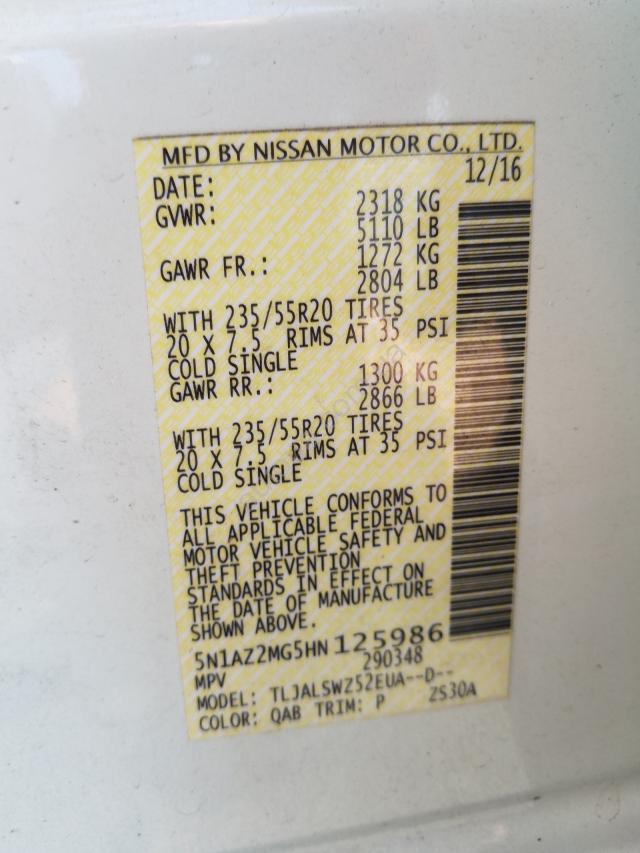 MFD BY NISSAN MOTOR CO., LTD.
DATE: 12/16
GVWR: 2318 KG
5110 LB
GAWR FR.: 1272 KG
2804 LB
WITH 235/55R20 TIRES
20 X 7.5 RIMS AT 35 PSI
COLD SINGLE
GAWR RR.: 1300 KG
2866 LB
WITH 235/55R20 TIRES
20 X 7.5 RIMS AT 35 PSI
COLD SINGLE
THIS VEHICLE CONFORMS TO
ALL APPLICABLE FEDERAL
MOTOR VEHICLE SAFETY AND
THEFT PREVENTION
STANDARDS IN EFFECT ON
THE DATE OF MANUFACTURE
SHOWN ABOVE.
5N1AZ2MG5HN125986
MPV 290348
MODEL: TLJALSWZ52EUA--D--
COLOR: QAB TRIM: P ZS30A